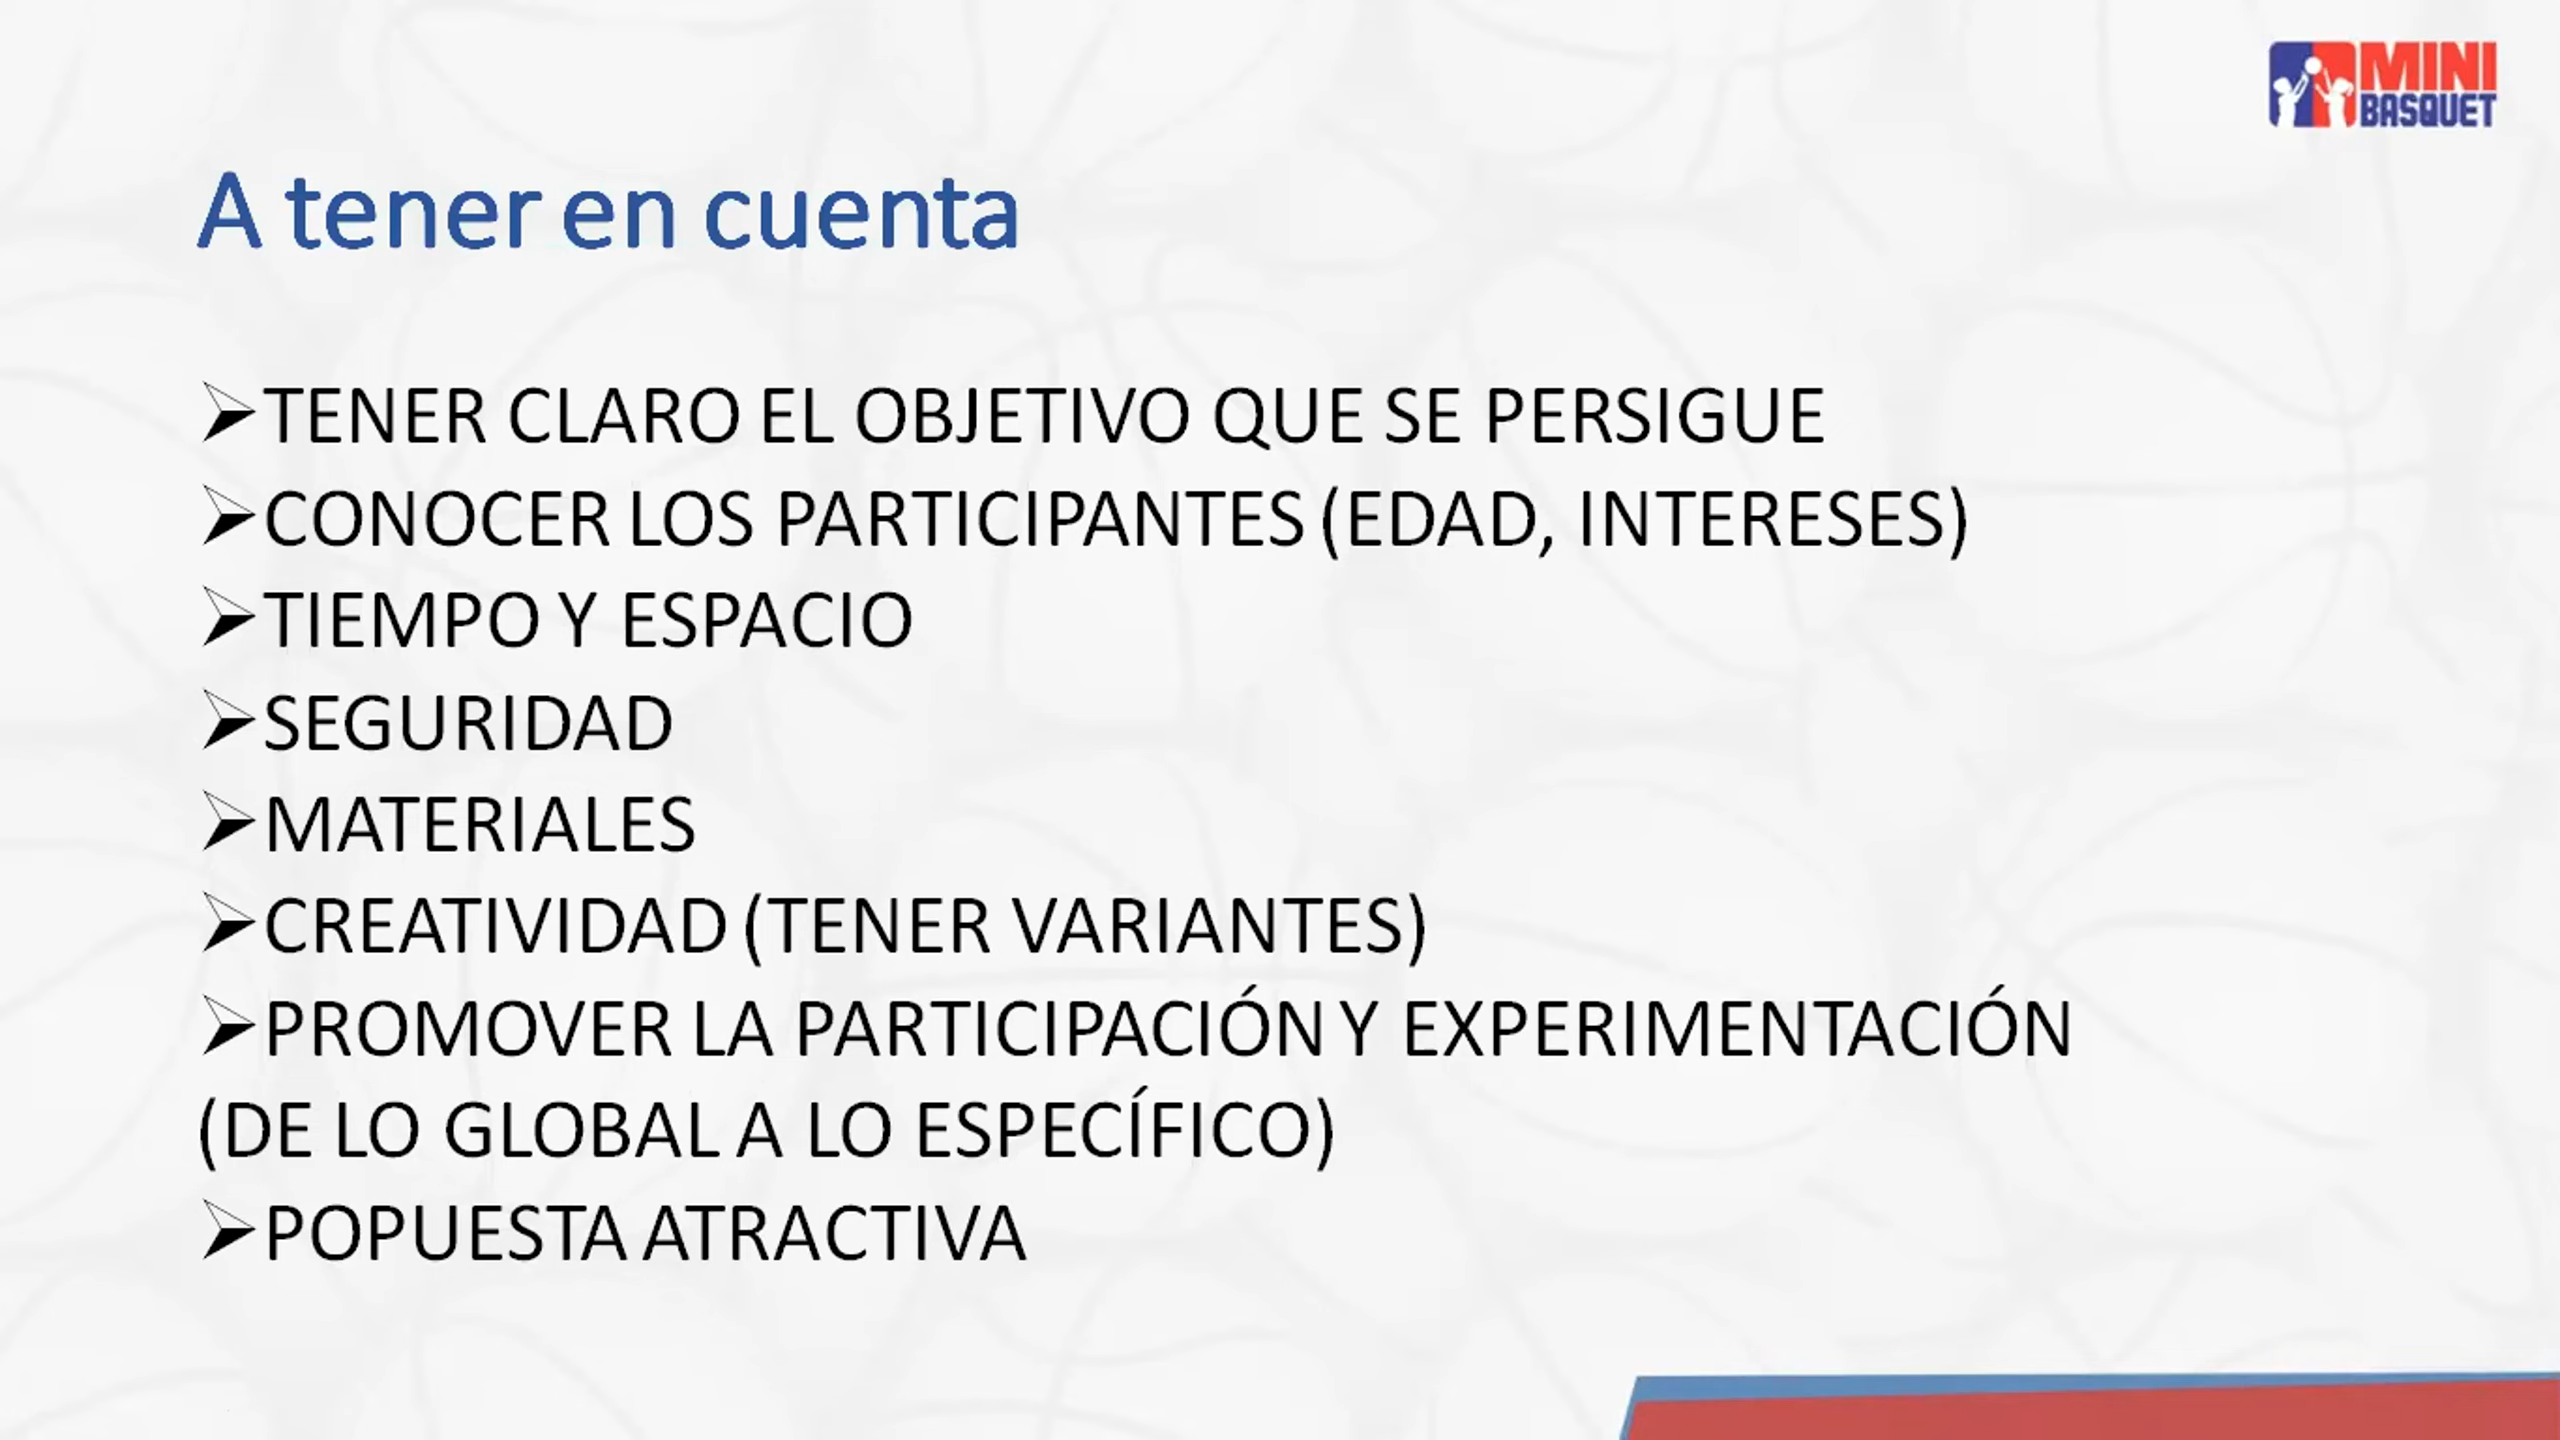 MINI
BASQUET
A tener en cuenta
➢TENER CLARO EL OBJETIVO QUE SE PERSIGUE
➢CONOCER LOS PARTICIPANTES (EDAD, INTERESES)
➢TIEMPO Y ESPACIO
➢SEGURIDAD
➢MATERIALES
➢CREATIVIDAD (TENER VARIANTES)
➢PROMOVER LA PARTICIPACIÓN Y EXPERIMENTACIÓN
(DE LO GLOBAL A LO ESPECÍFICO)
➢POPUESTA ATRACTIVA